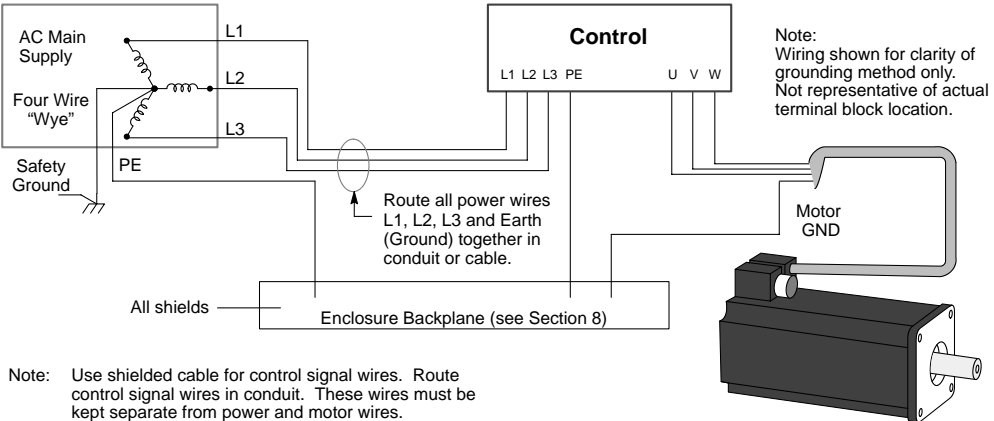 AC Main
Supply
Four Wire
“Wye”
L1
L2
L3
PE
Safety
Ground
Control
L1 L2 L3 PE
U V W
Note:
Wiring shown for clarity of
grounding method only.
Not representative of actual
terminal block location.
Route all power wires
L1, L2, L3 and Earth
(Ground) together in
conduit or cable.
Motor
GND
All shields
Enclosure Backplane (see Section 8)
Note: Use shielded cable for control signal wires. Route
control signal wires in conduit. These wires must be
kept separate from power and motor wires.